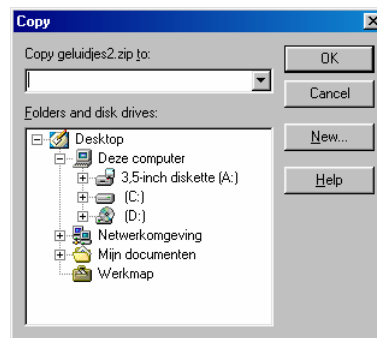 Copy
Copy geluidjes2.zip to:
OK
Cancel
Folders and disk drives:
New...
Help
Desktop
Deze computer
3,5-inch diskette (A:)
(C:)
(D:)
Netwerkomgeving
Mijn documenten
Werkmap